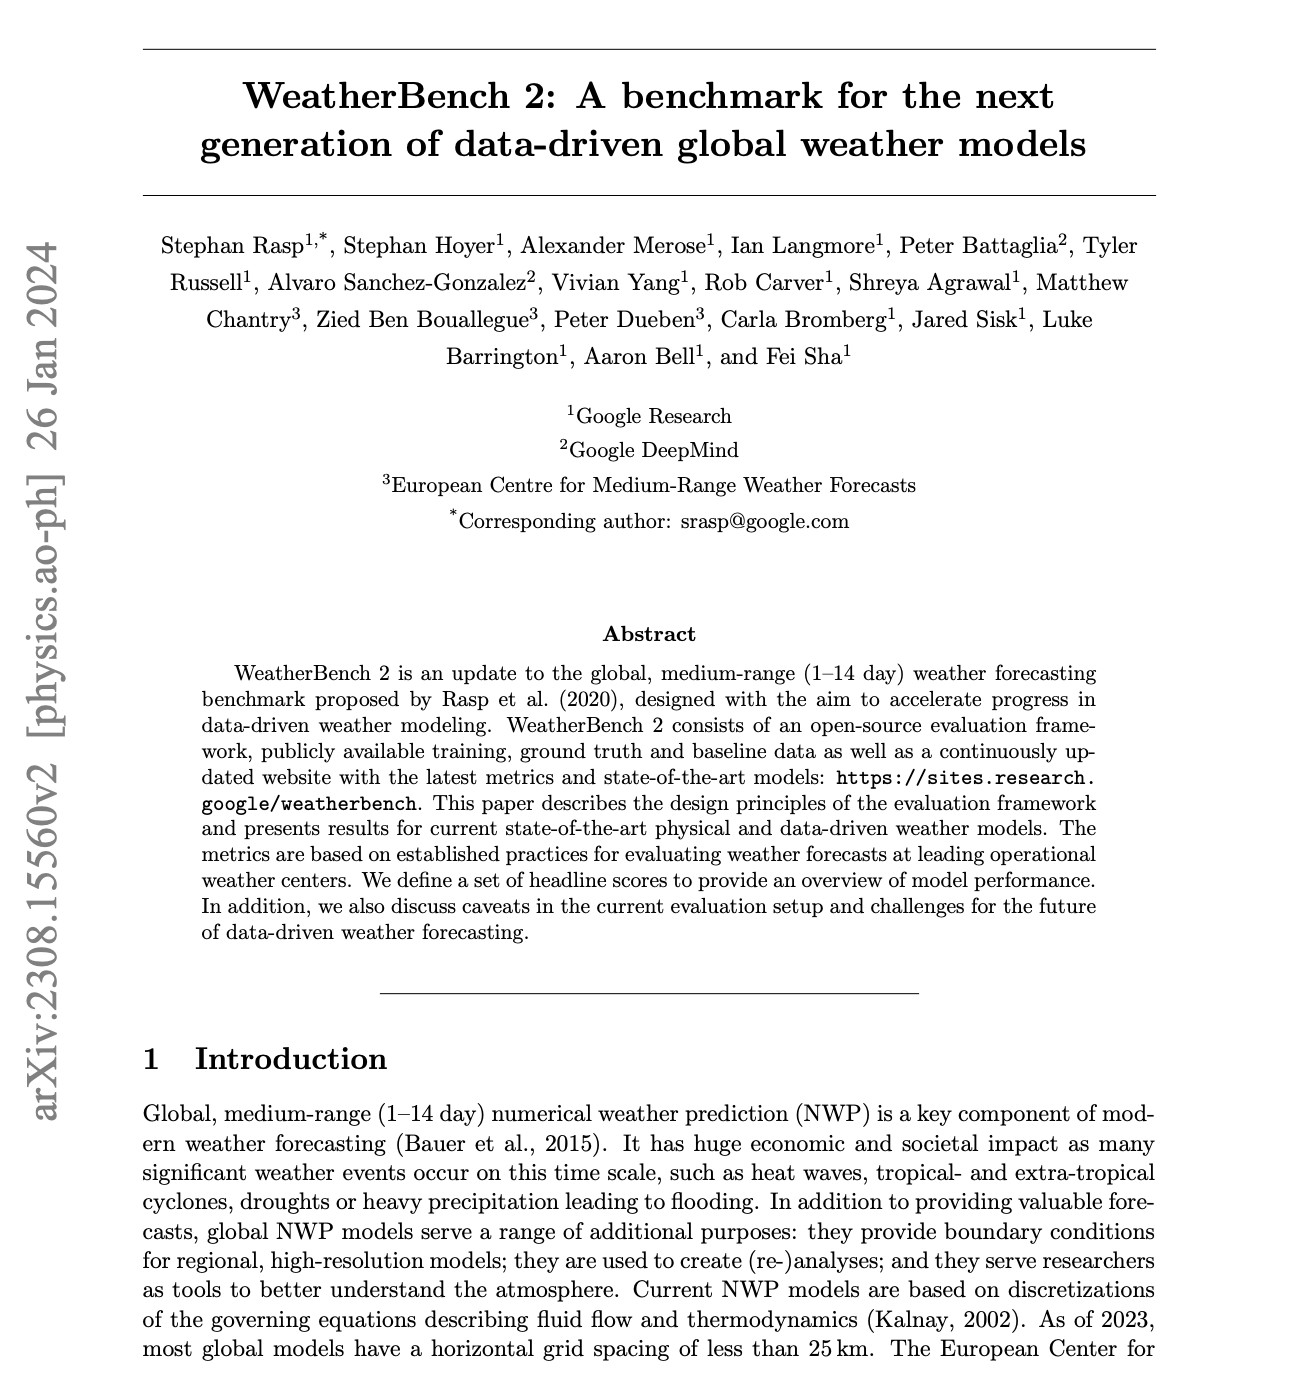 WeatherBench 2: A benchmark for the next
generation of data-driven global weather models
Stephan Rasp1,*, Stephan Hoyer1, Alexander Merose1, Ian Langmore1, Peter Battaglia2, Tyler
Russell1, Alvaro Sanchez-Gonzalez2, Vivian Yang1, Rob Carver1, Shreya Agrawal1, Matthew
Chantry3, Zied Ben Bouallegue3, Peter Dueben3, Carla Bromberg1, Jared Sisk1, Luke
Barrington1, Aaron Bell1, and Fei Sha1
1Google Research
2Google DeepMind
3European Centre for Medium-Range Weather Forecasts
*Corresponding author: srasp@google.com
arXiv:2308.15560v2 [physics.ao-ph] 26 Jan 2024
Abstract
WeatherBench 2 is an update to the global, medium-range (1–14 day) weather forecasting
benchmark proposed by Rasp et al. (2020), designed with the aim to accelerate progress in
data-driven weather modeling. WeatherBench 2 consists of an open-source evaluation frame-
work, publicly available training, ground truth and baseline data as well as a continuously up-
dated website with the latest metrics and state-of-the-art models: https://sites.research.
google/weatherbench. This paper describes the design principles of the evaluation framework
and presents results for current state-of-the-art physical and data-driven weather models. The
metrics are based on established practices for evaluating weather forecasts at leading operational
weather centers. We define a set of headline scores to provide an overview of model performance.
In addition, we also discuss caveats in the current evaluation setup and challenges for the future
of data-driven weather forecasting.
1 Introduction
Global, medium-range (1–14 day) numerical weather prediction (NWP) is a key component of mod-
ern weather forecasting (Bauer et al., 2015). It has huge economic and societal impact as many
significant weather events occur on this time scale, such as heat waves, tropical- and extra-tropical
cyclones, droughts or heavy precipitation leading to flooding. In addition to providing valuable fore-
casts, global NWP models serve a range of additional purposes: they provide boundary conditions
for regional, high-resolution models; they are used to create (re-)analyses; and they serve researchers
as tools to better understand the atmosphere. Current NWP models are based on discretizations
of the governing equations describing fluid flow and thermodynamics (Kalnay, 2002). As of 2023,
most global models have a horizontal grid spacing of less than 25 km. The European Center for